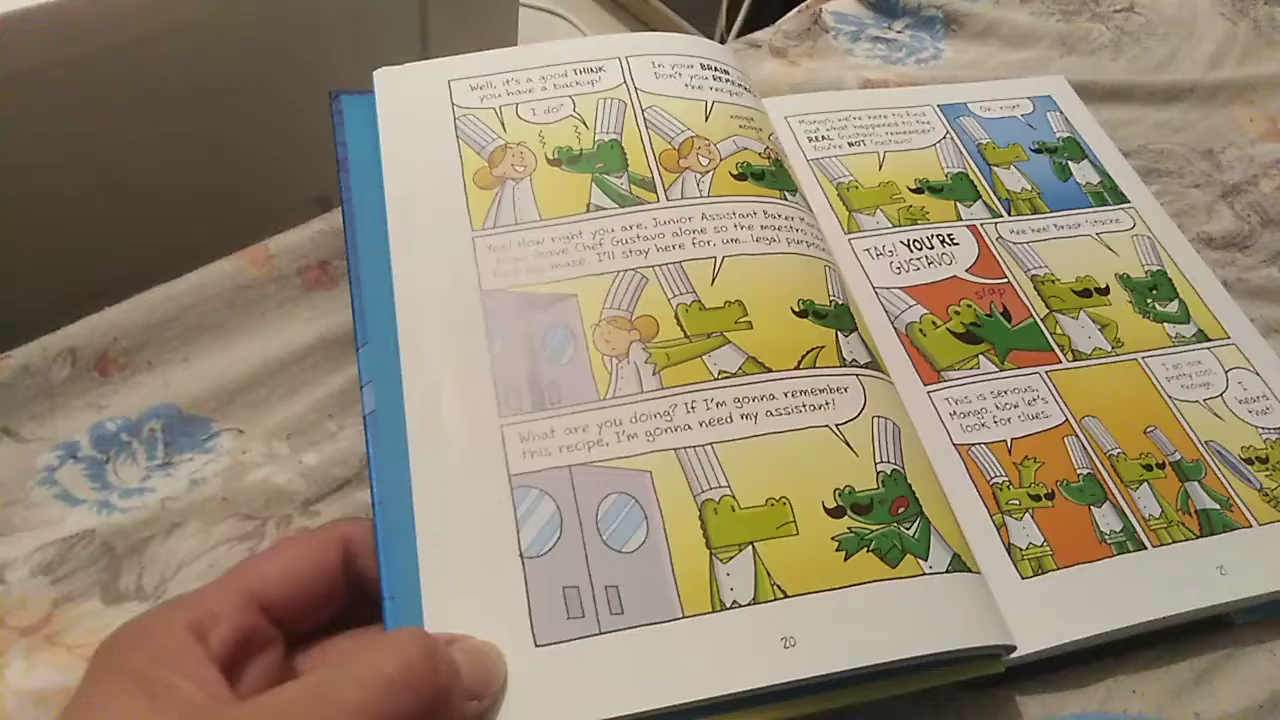 Well, it's a good THINK
you have a backup!
I do?
In your BRAIN,
Don't you REMEMBER
the recipe?
noogie
noogie
Yes! How right you are, Junior Assistant Baker
leave Chef Gustavo alone so the maestro can
muse. I'll stay here for, um... legal purposes.
What are you doing? If I'm gonna remember
this recipe, I'm gonna need my assistant!
20
Mango, we're here to find
out what happened to the
REAL Gustavo, remember?
You're NOT Gustavo!
Oh, right.
TAG! YOU'RE
GUSTAVO!
slap
Hee hee! Brash 'stache.
This is serious,
Mango. Now let's
look for clues.
I do look
pretty cool,
though.
I
heard
that!
21